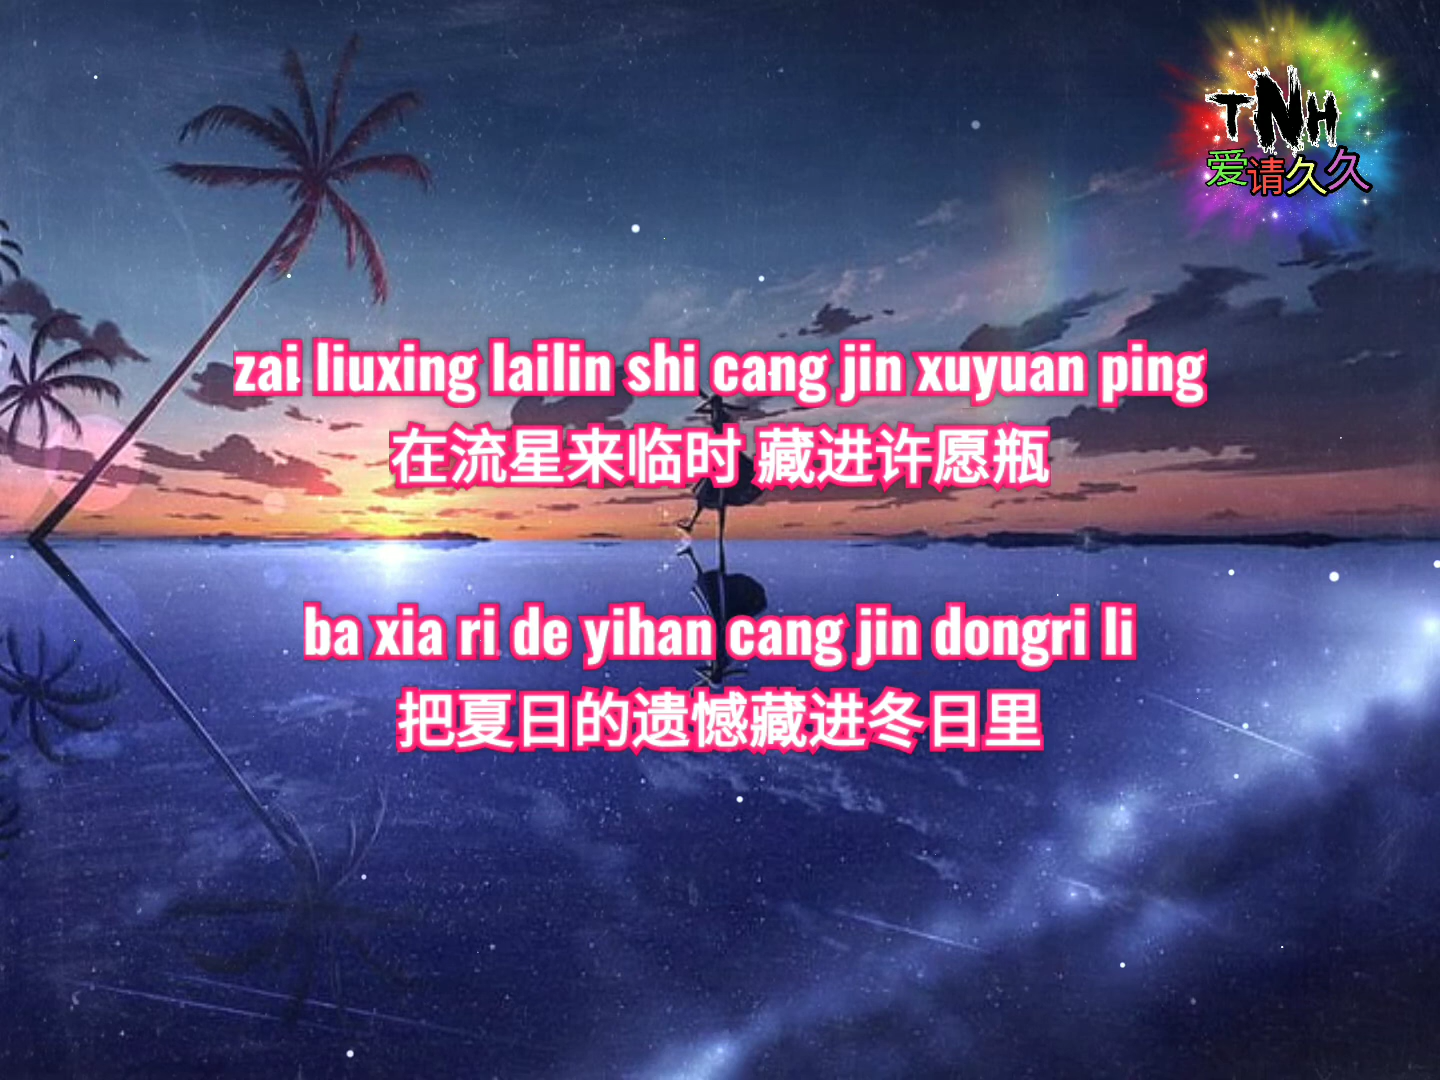 TNH
爱请久久
zai liuxing lailin shi cang jin xuyuan ping
在流星来临时 藏进许愿瓶
ba xia ri de yihan cang jin dongri li
把夏日的遗憾藏进冬日里